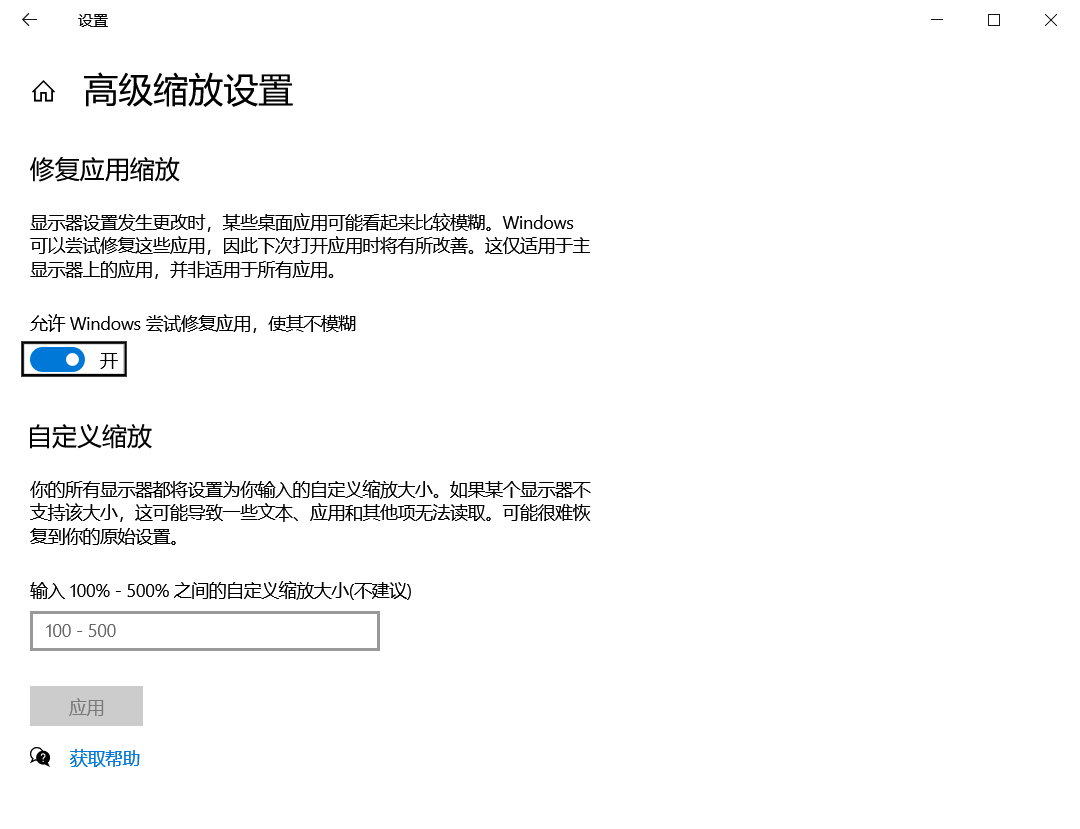 设置
高级缩放设置
修复应用缩放
显示器设置发生更改时，某些桌面应用可能看起来比较模糊。Windows
可以尝试修复这些应用，因此下次打开应用时将有所改善。这仅适用于主
显示器上的应用，并非适用于所有应用。
允许 Windows 尝试修复应用，使其不模糊
开
自定义缩放
你的所有显示器都将设置为你输入的自定义缩放大小。如果某个显示器不
支持该大小，这可能导致一些文本、应用和其他项无法读取。可能很难恢
复到你的原始设置。
输入 100% - 500% 之间的自定义缩放大小(不建议)
100 - 500
应用
获取帮助